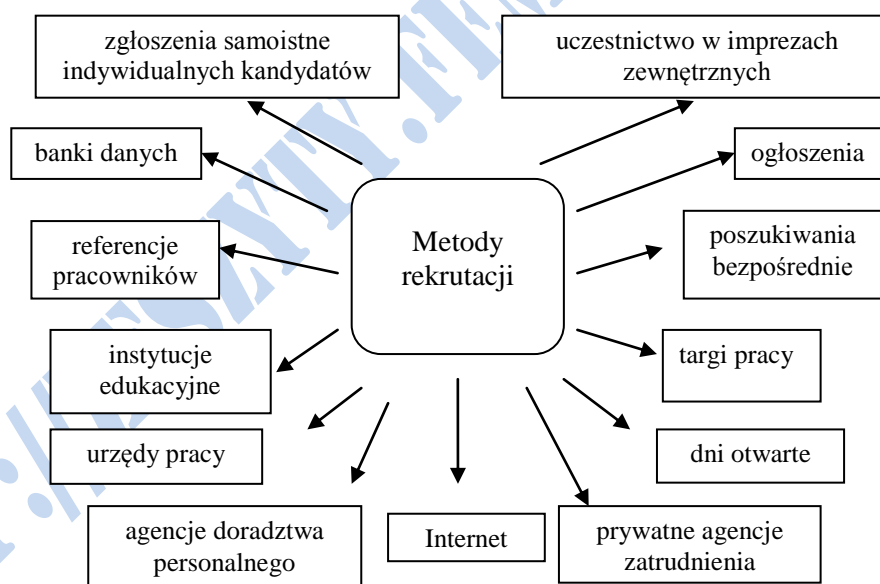 zgłoszenia samoistne
indywidualnych kandydatów
uczestnictwo w imprezach
zewnętrznych
banki danych
ogłoszenia
referencje
pracowników
Metody
rekrutacji
poszukiwania
bezpośrednie
instytucje
edukacyjne
targi pracy
urzędy pracy
dni otwarte
agencje doradztwa
personalnego
Internet
prywatne agencje
zatrudnienia